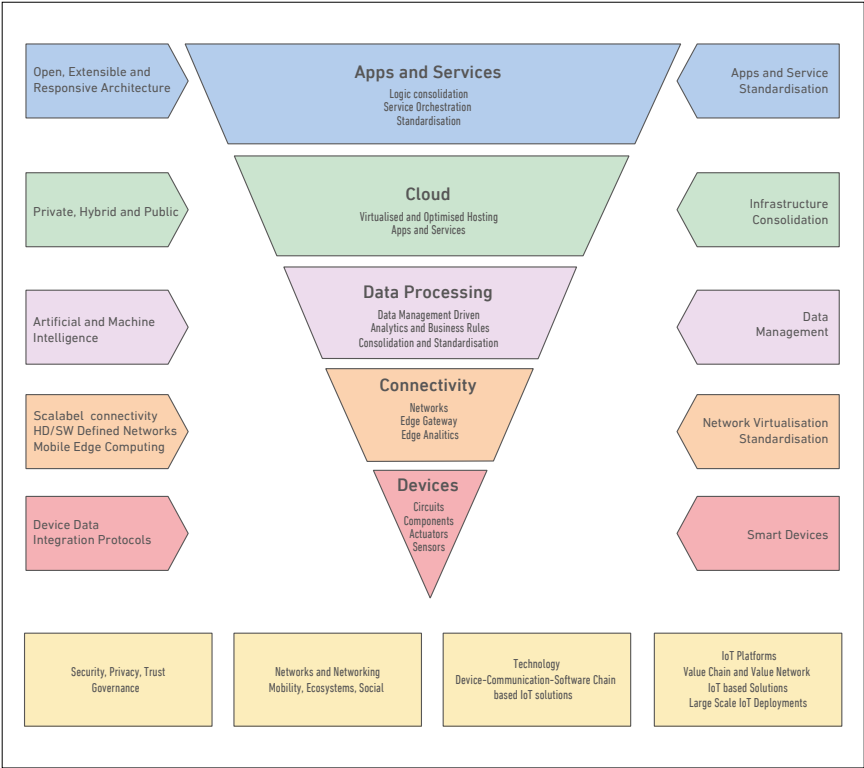 Open, Extensible and
Responsive Architecture
Apps and Services
Logic consolidation
Service Orchestration
Standardisation
Apps and Service
Standardisation
Private, Hybrid and Public
Cloud
Virtualised and Optimised Hosting
Apps and Services
Infrastructure
Consolidation
Artificial and Machine
Intelligence
Data Processing
Data Management Driven
Analytics and Business Rules
Consolidation and Standardisation
Data
Management
Scalabel connectivity
HD/SW Defined Networks
Mobile Edge Computing
Connectivity
Networks
Edge Gateway
Edge Analitics
Network Virtualisation
Standardisation
Device Data
Integration Protocols
Devices
Circuits
Components
Actuators
Sensors
Smart Devices
Security, Privacy, Trust
Governance
Networks and Networking
Mobility, Ecosystems, Social
Technology
Device-Communication-Software Chain
based IoT solutions
IoT Platforms
Value Chain and Value Network
IoT based Solutions
Large Scale IoT Deployments